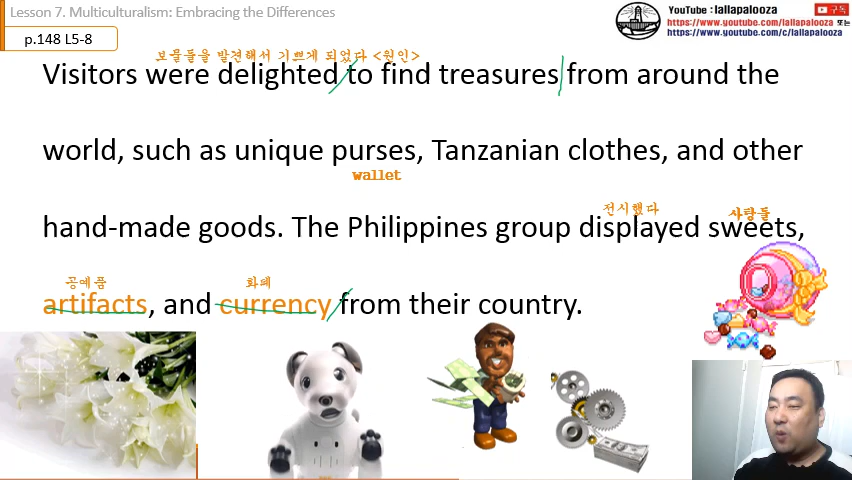 Lesson 7. Multiculturalism: Embracing the Differences
YouTube : lallapalooza 구독
https://www.youtube.com/lallapalooza 또는
https://www.youtube.com/c/lallapalooza
p.148 L5-8
보물들을 발견해서 기쁘게 되었다 <원인>
Visitors were delighted to find treasures from around the
world, such as unique purses, Tanzanian clothes, and other
wallet
전시했다 사탕들
hand-made goods. The Philippines group displayed sweets,
공예품 화폐
artifacts, and currency from their country.